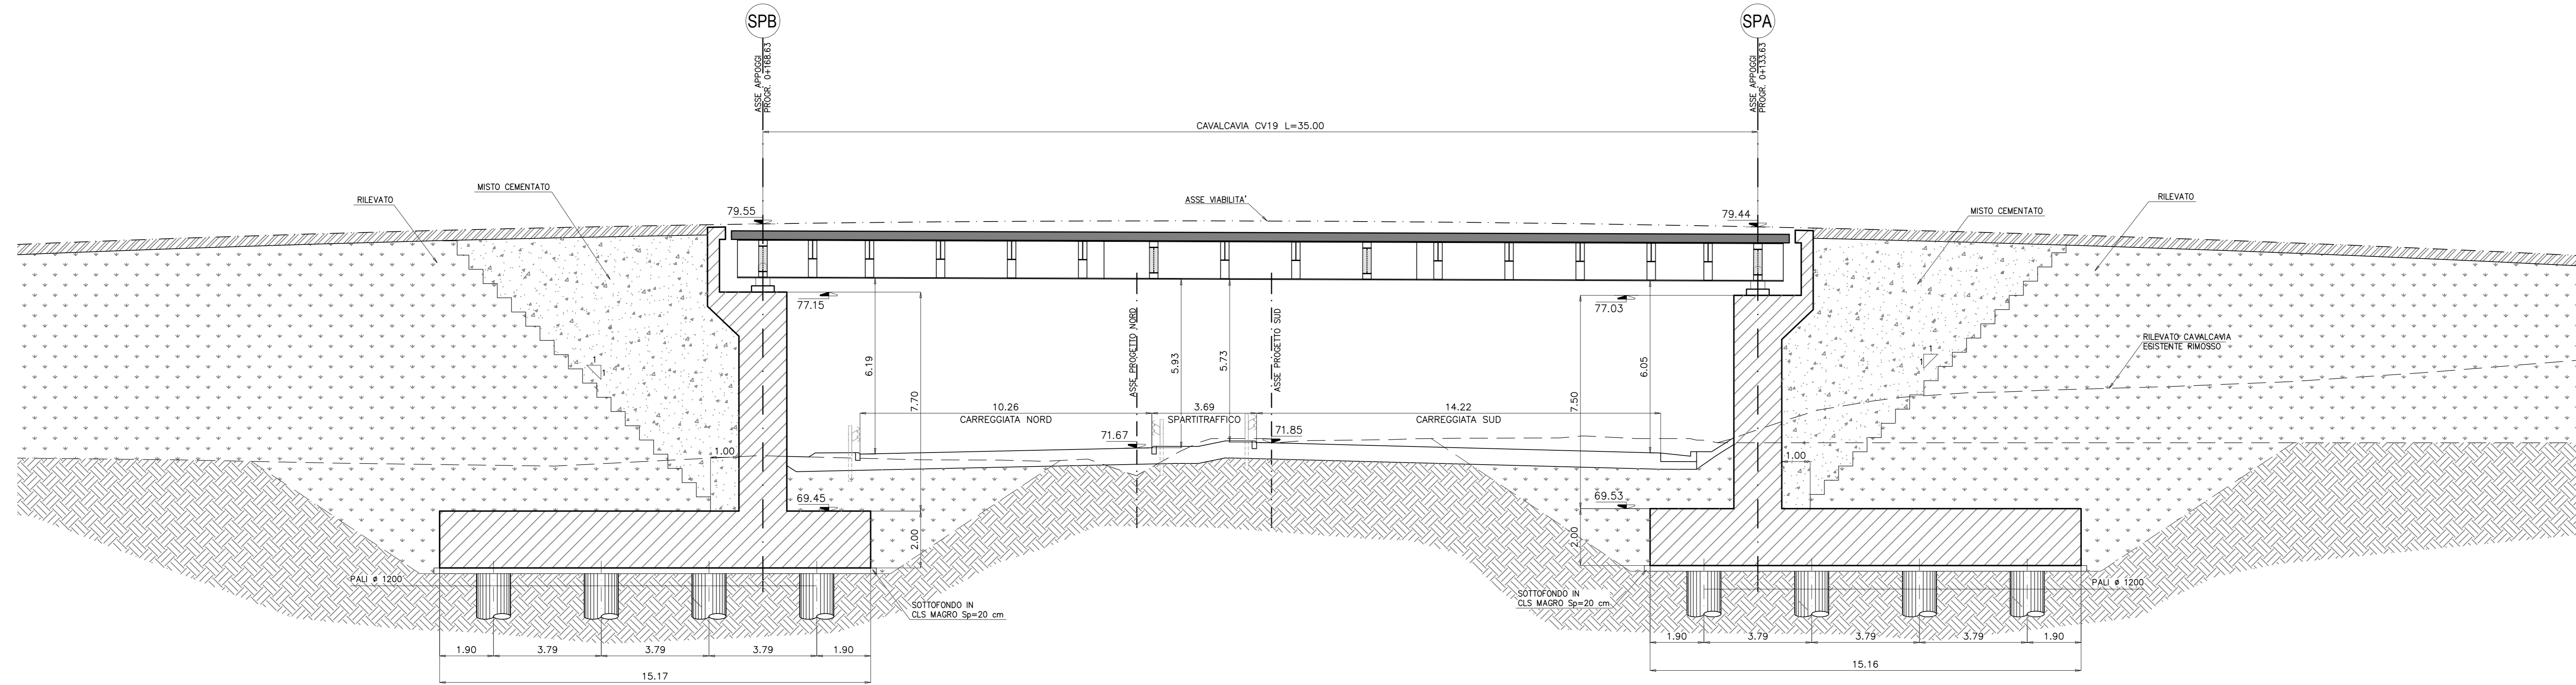 SPB
SPA
ASSE APPOGGI
PROGR. 0+168.63
ASSE APPOGGI
PROGR. 0+133.63
CAVALCAVIA CV19 L=35.00
RILEVATO
MISTO CEMENTATO
ASSE VIABILITA'
MISTO CEMENTATO
RILEVATO
79.55
79.44
77.15
77.03
RILEVATO CAVALCAVIA
ESISTENTE RIMOSSO
1
1
1
1
6.19
7.70
ASSE PROGETTO NORD
5.93
5.73
ASSE PROGETTO SUD
6.05
7.50
10.26
CARREGGIATA NORD
3.69
SPARTITRAFFICO
14.22
CARREGGIATA SUD
71.67
71.85
1.00
1.00
69.45
69.53
2.00
2.00
PALI ø 1200
PALI ø 1200
SOTTOFONDO IN
CLS MAGRO Sp=20 cm
SOTTOFONDO IN
CLS MAGRO Sp=20 cm
1.90
3.79
3.79
3.79
1.90
15.17
1.90
3.79
3.79
3.79
1.90
15.16